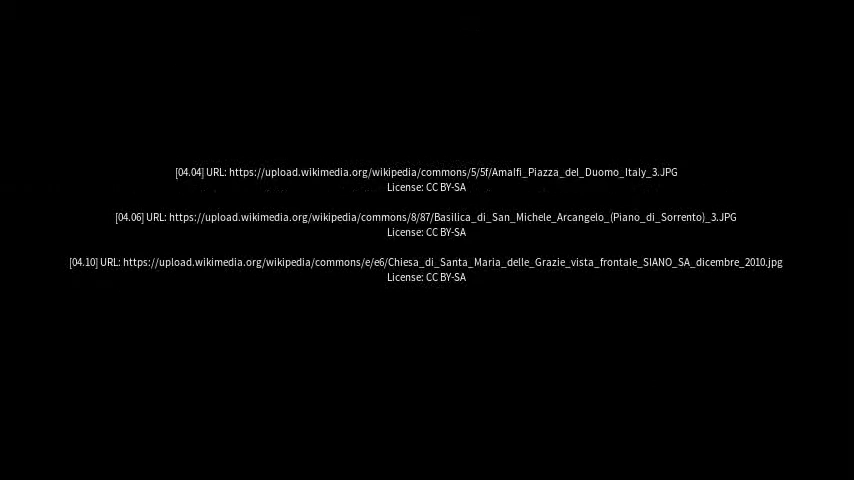 [04.04] URL: https://upload.wikimedia.org/wikipedia/commons/5/5f/Amalfi_Piazza_del_Duomo_Italy_3.JPG
License: CC BY-SA
[04.06] URL: https://upload.wikimedia.org/wikipedia/commons/8/87/Basilica_di_San_Michele_Arcangelo_(Piano_di_Sorrento)_3.JPG
License: CC BY-SA
[04.10] URL: https://upload.wikimedia.org/wikipedia/commons/e/e6/Chiesa_di_Santa_Maria_delle_Grazie_vista_frontale_SIANO_SA_dicembre_2010.jpg
License: CC BY-SA